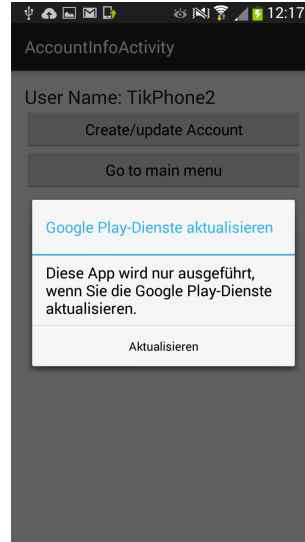 12:17
AccountInfoActivity
User Name: TikPhone2
Create/update Account
Go to main menu
Google Play-Dienste aktualisieren
Diese App wird nur ausgeführt,
wenn Sie die Google Play-Dienste
aktualisieren.
Aktualisieren